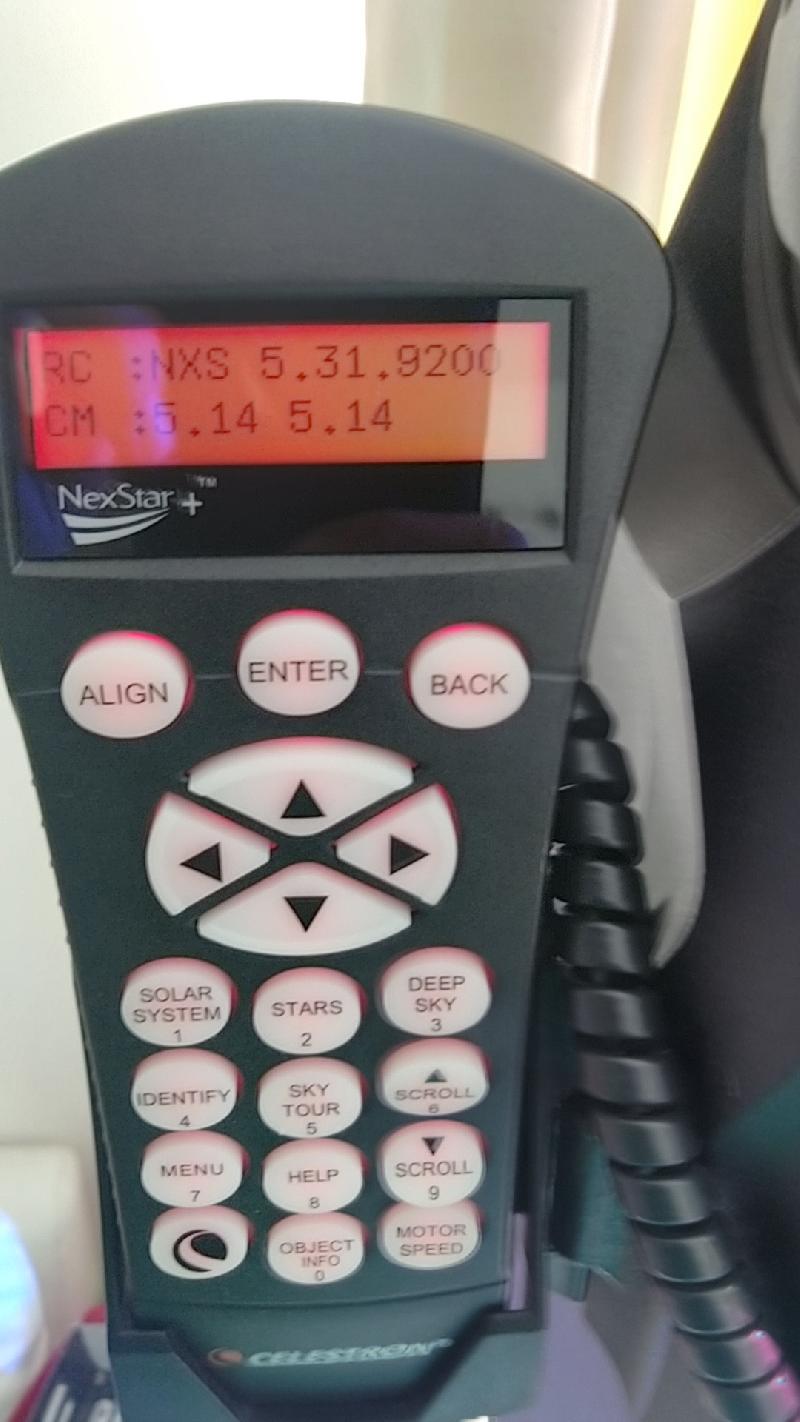 RC :NXS 5.31.9200
CM :5.14 5.14
NexStar+™
ALIGN
ENTER
BACK
SOLAR
SYSTEM
1
STARS
2
DEEP
SKY
3
IDENTIFY
4
SKY
TOUR
5
SCROLL
6
MENU
7
HELP
8
SCROLL
9
OBJECT
INFO
0
MOTOR
SPEED
CELESTRON®